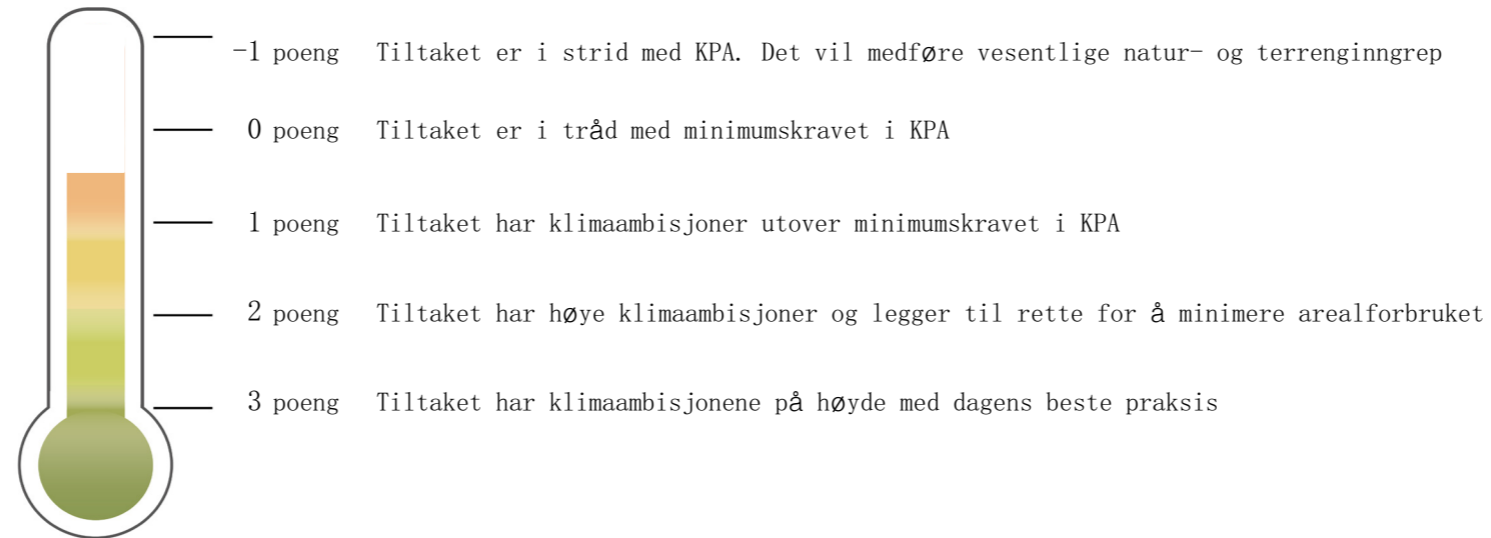 -1 poeng Tiltaket er i strid med KPA. Det vil medføre vesentlige natur- og terrenginngrep
0 poeng Tiltaket er i tråd med minimumskravet i KPA
1 poeng Tiltaket har klimaambisjoner utover minimumskravet i KPA
2 poeng Tiltaket har høye klimaambisjoner og legger til rette for å minimere arealforbruket
3 poeng Tiltaket har klimaambisjonene på høyde med dagens beste praksis